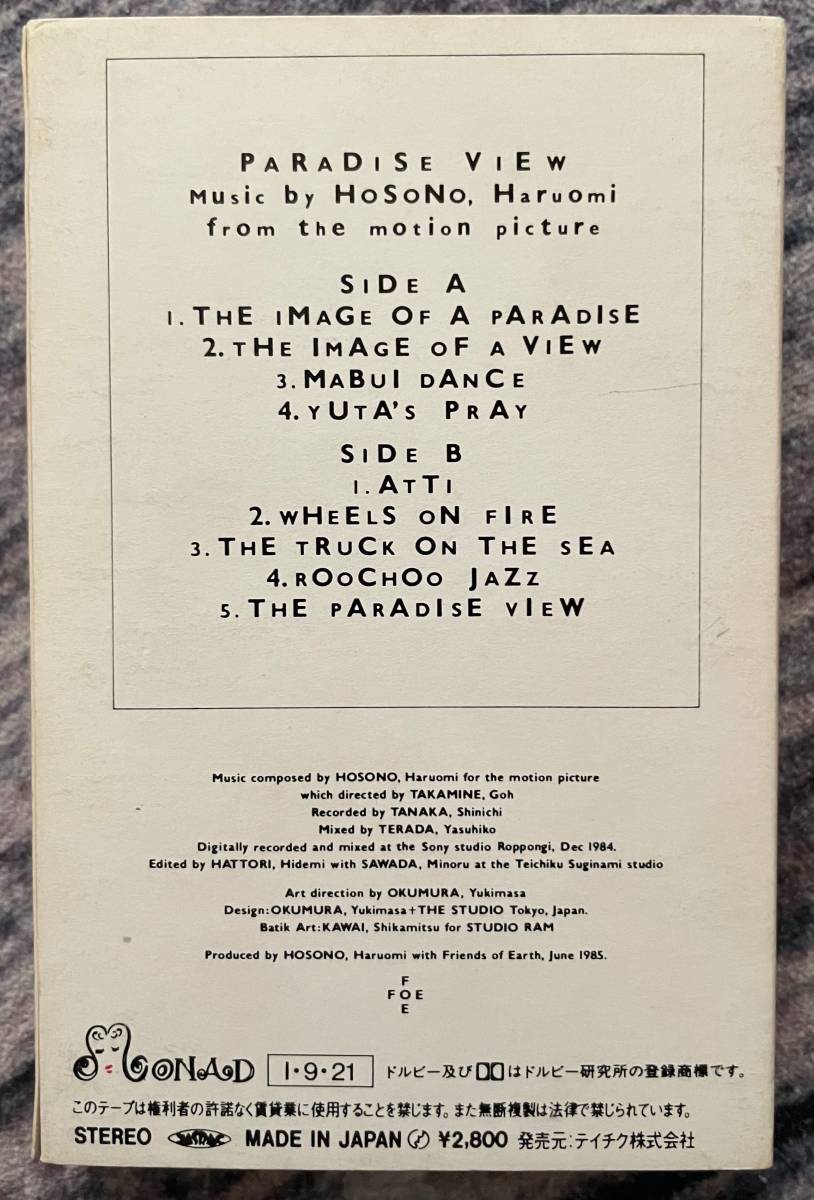 PARADiSE ViEW
Music by HOSONO, Haruomi
from the motion picture
SiDE A
1. THE iMAGE OF A PARADISE
2. THE IMAGE OF A VIEW
3. MABUI DANCE
4. YUTA'S PRAY
SiDE B
1. ATTI
2. WHEELS ON FIRE
3. THE TRUCK ON THE SEA
4. ROOCHOO JAZZ
5. THE PARADISE VIEW
Music composed by HOSONO, Haruomi for the motion picture
which directed by TAKAMINE, Goh
Recorded by TANAKA, Shinichi
Mixed by TERADA, Yasuhiko
Digitally recorded and mixed at the Sony studio Roppongi, Dec 1984.
Edited by HATTORI, Hidemi with SAWADA, Minoru at the Teichiku Suginami studio
Art direction by OKUMURA, Yukimasa
Design:OKUMURA, Yukimasa+THE STUDIO Tokyo, Japan.
Batik Art:KAWAI, Shikamitsu for STUDIO RAM
Produced by HOSONO, Haruomi with Friends of Earth, June 1985.
F
FOE
E
MONAD 1・9・21 ドルビー及び はドルビー研究所の登録商標です。
このテープは権利者の許諾なく賃貸業に使用することを禁じます。また無断複製は法律で禁じられています。
STEREO JASRAC MADE IN JAPAN ¥2,800 発売元:テイチク株式会社